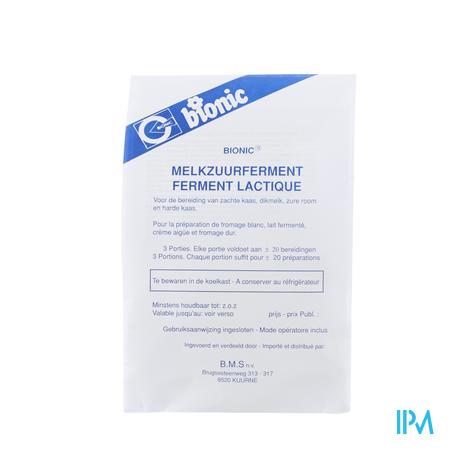 BIONIC
bionic
BIONIC®
MELKZUURFERMENT
FERMENT LACTIQUE
Voor de bereiding van zachte kaas, dikmelk, zure room
en harde kaas.
Pour la préparation de fromage blanc, lait fermenté,
crème aigüe et fromage dur.
3 Porties. Elke portie voldoet aan ± 20 bereidingen
3 Portions. Chaque portion suffit pour ± 20 préparations
Te bewaren in de koelkast - A conserver au réfrigérateur
Minstens houdbaar tot: z.o.z
Valable jusqu'au: voir verso prijs - prix Publ. :
Gebruiksaanwijzing ingesloten - Mode opératoire inclus
Ingevoerd en verdeeld door - Importé et distribué par:
B.M.S n.v.
Brugsesteenweg 313 - 317
8520 KUURNE
IPM